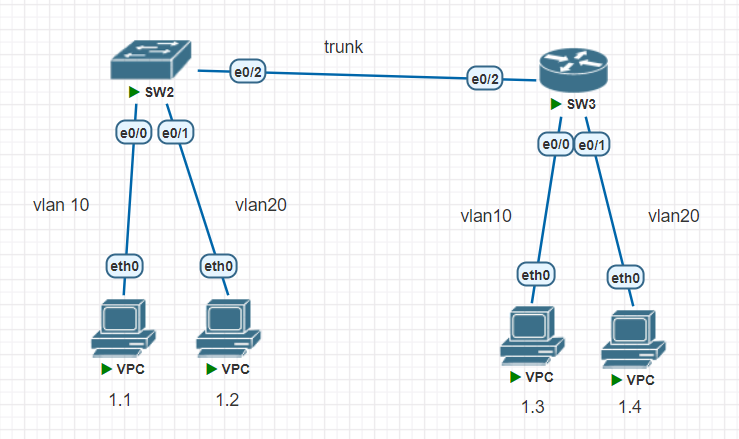 trunk
e0/2
e0/2
SW2
SW3
e0/0
e0/1
e0/0
e0/1
vlan 10
vlan20
vlan10
vlan20
eth0
eth0
eth0
eth0
VPC
VPC
VPC
VPC
1.1
1.2
1.3
1.4